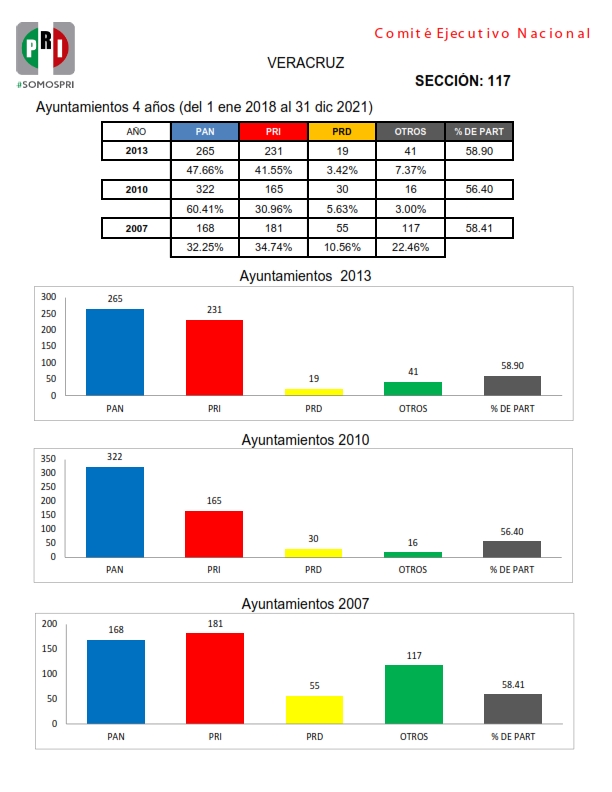 Comité Ejecutivo Nacional
PRI
#SOMOSPRI
VERACRUZ
SECCIÓN: 117
Ayuntamientos 4 años (del 1 ene 2018 al 31 dic 2021)
AÑO PAN PRI PRD OTROS % DE PART
2013 265 231 19 41 58.90
47.66% 41.55% 3.42% 7.37%
2010 322 165 30 16 56.40
60.41% 30.96% 5.63% 3.00%
2007 168 181 55 117 58.41
32.25% 34.74% 10.56% 22.46%
Ayuntamientos 2013
300
250
200
150
100
50
0
265
231
19
41
58.90
PAN PRI PRD OTROS % DE PART
Ayuntamientos 2010
350
300
250
200
150
100
50
0
322
165
30
16
56.40
PAN PRI PRD OTROS % DE PART
Ayuntamientos 2007
200
150
100
50
0
168
181
55
117
58.41
PAN PRI PRD OTROS % DE PART